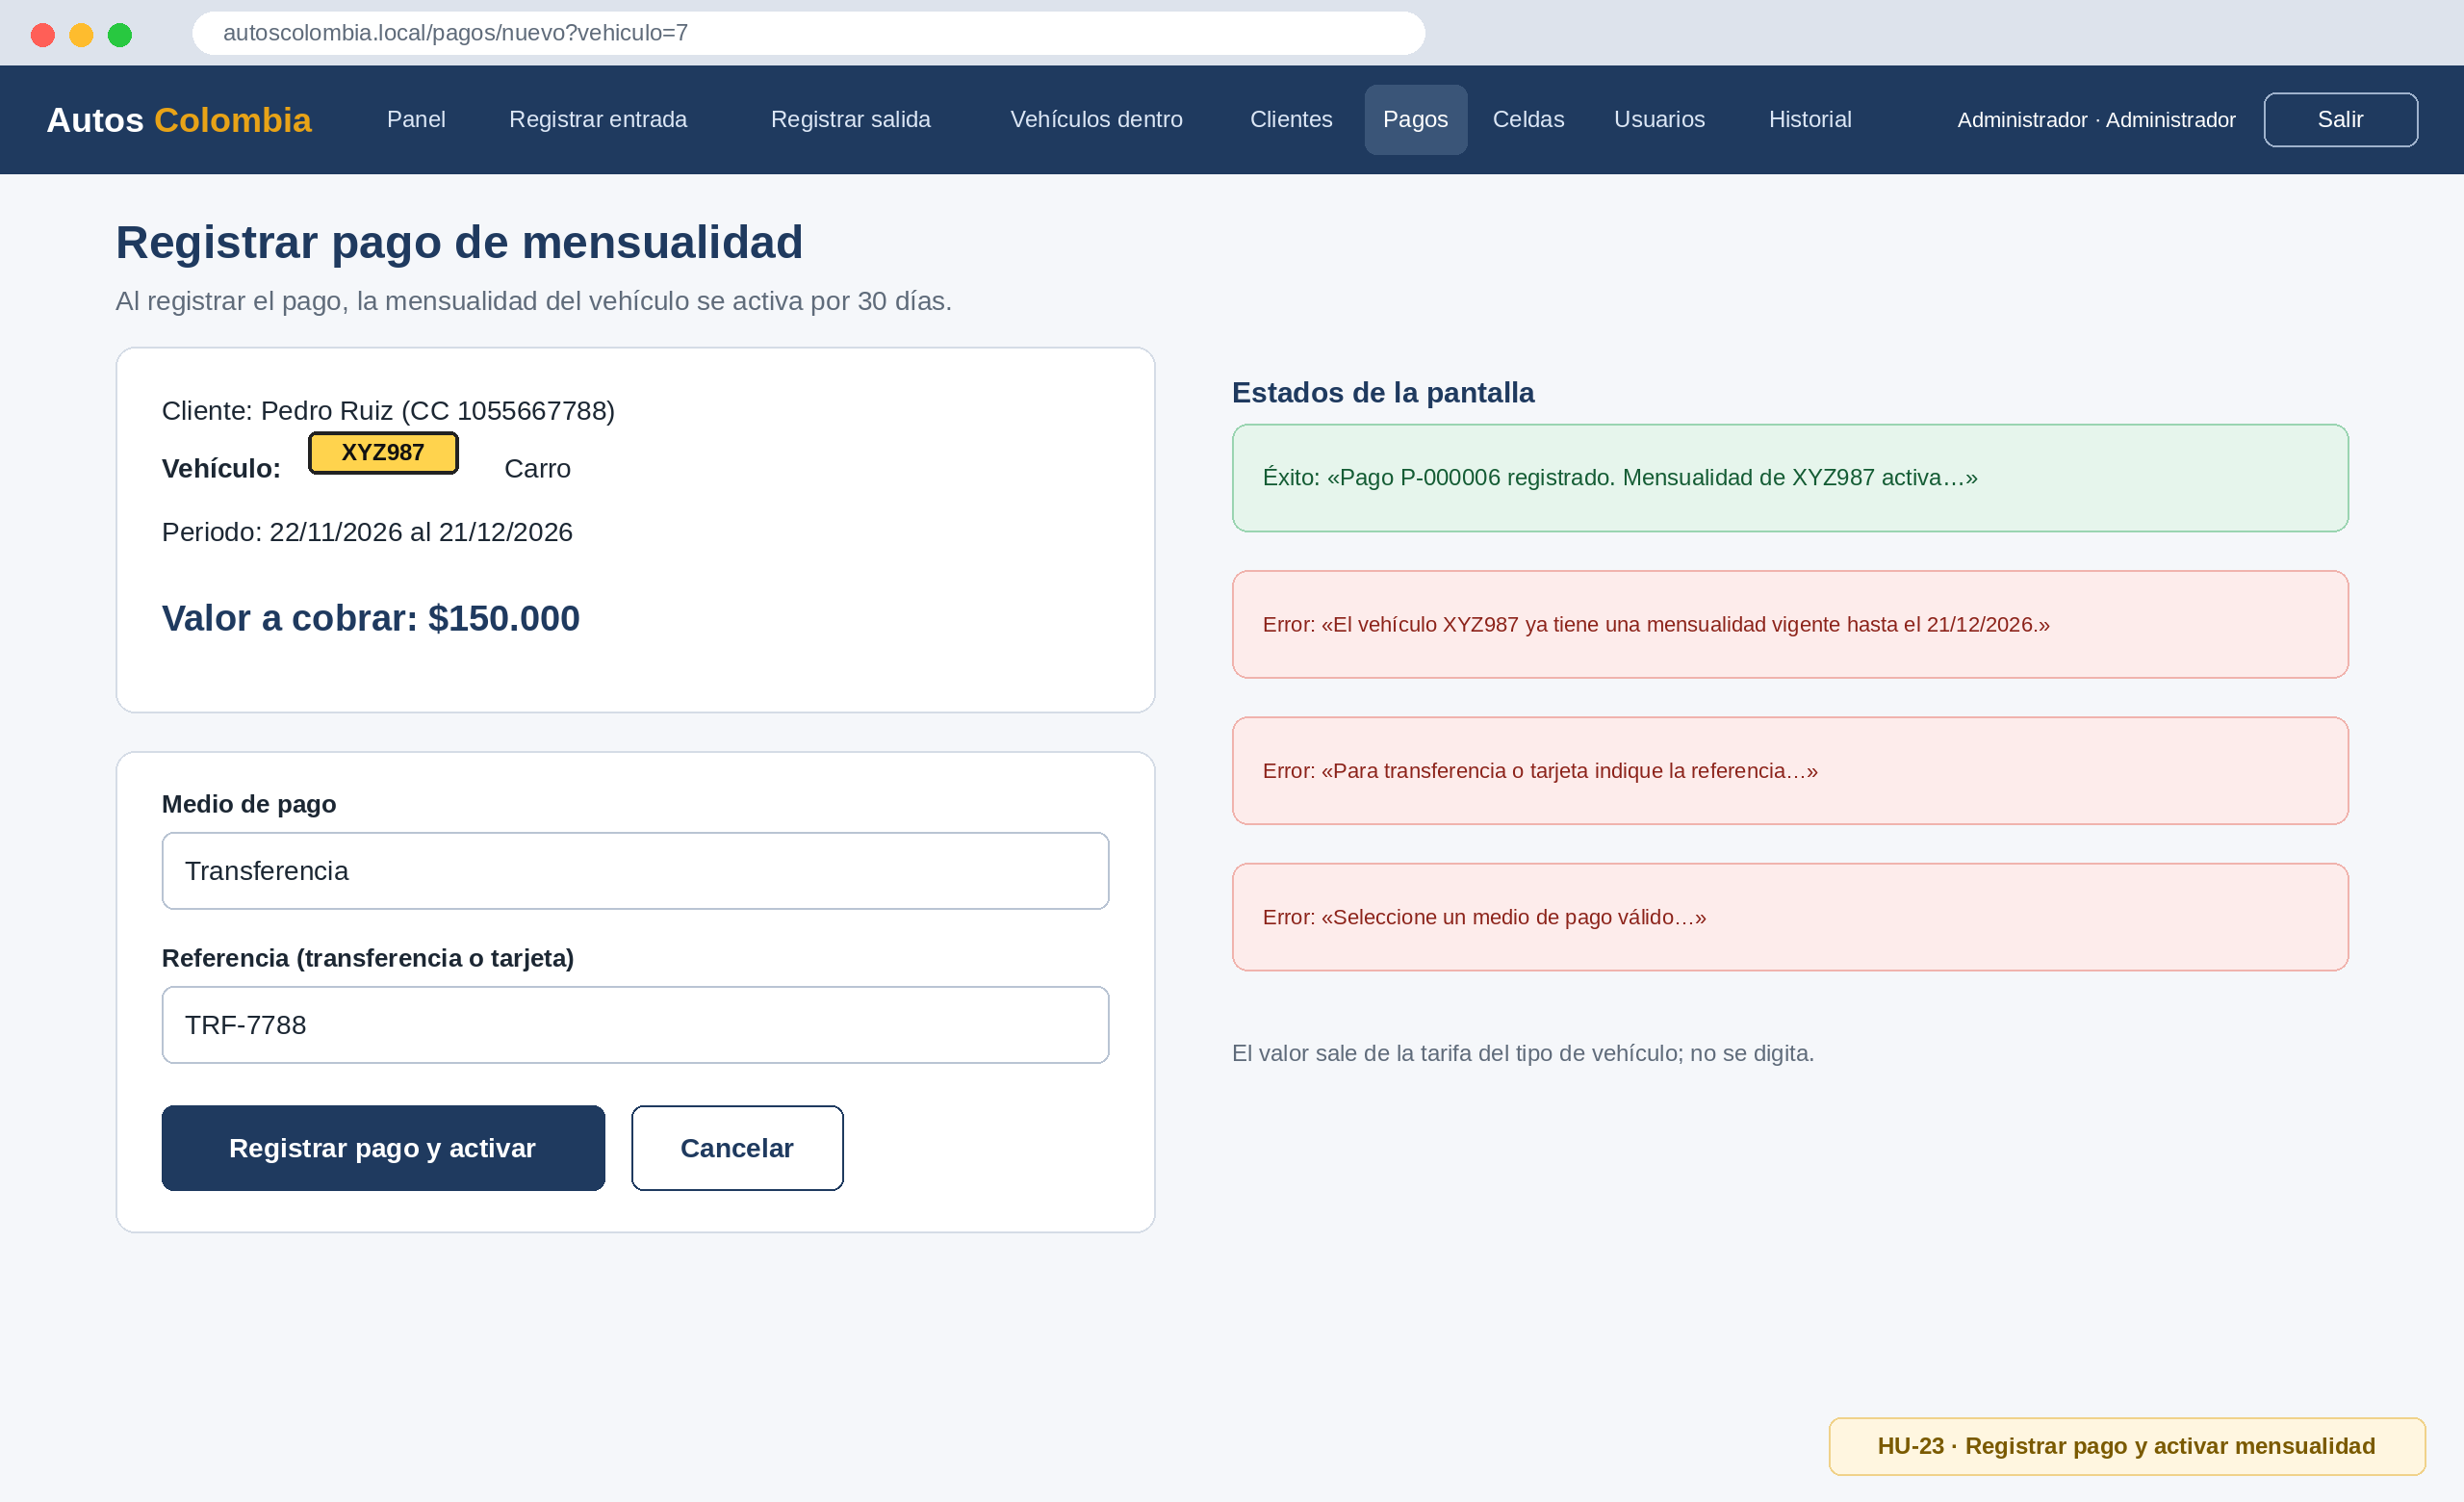 autoscolombia.local/pagos/nuevo?vehiculo=7
Autos Colombia Panel Registrar entrada Registrar salida Vehículos dentro Clientes Pagos Celdas Usuarios Historial Administrador · Administrador Salir
Registrar pago de mensualidad
Al registrar el pago, la mensualidad del vehículo se activa por 30 días.
Cliente: Pedro Ruiz (CC 1055667788)
Vehículo: XYZ987 Carro
Periodo: 22/11/2026 al 21/12/2026
Valor a cobrar: $150.000
Medio de pago
Transferencia
Referencia (transferencia o tarjeta)
TRF-7788
Registrar pago y activar Cancelar
Estados de la pantalla
Éxito: «Pago P-000006 registrado. Mensualidad de XYZ987 activa…»
Error: «El vehículo XYZ987 ya tiene una mensualidad vigente hasta el 21/12/2026.»
Error: «Para transferencia o tarjeta indique la referencia…»
Error: «Seleccione un medio de pago válido…»
El valor sale de la tarifa del tipo de vehículo; no se digita.
HU-23 · Registrar pago y activar mensualidad